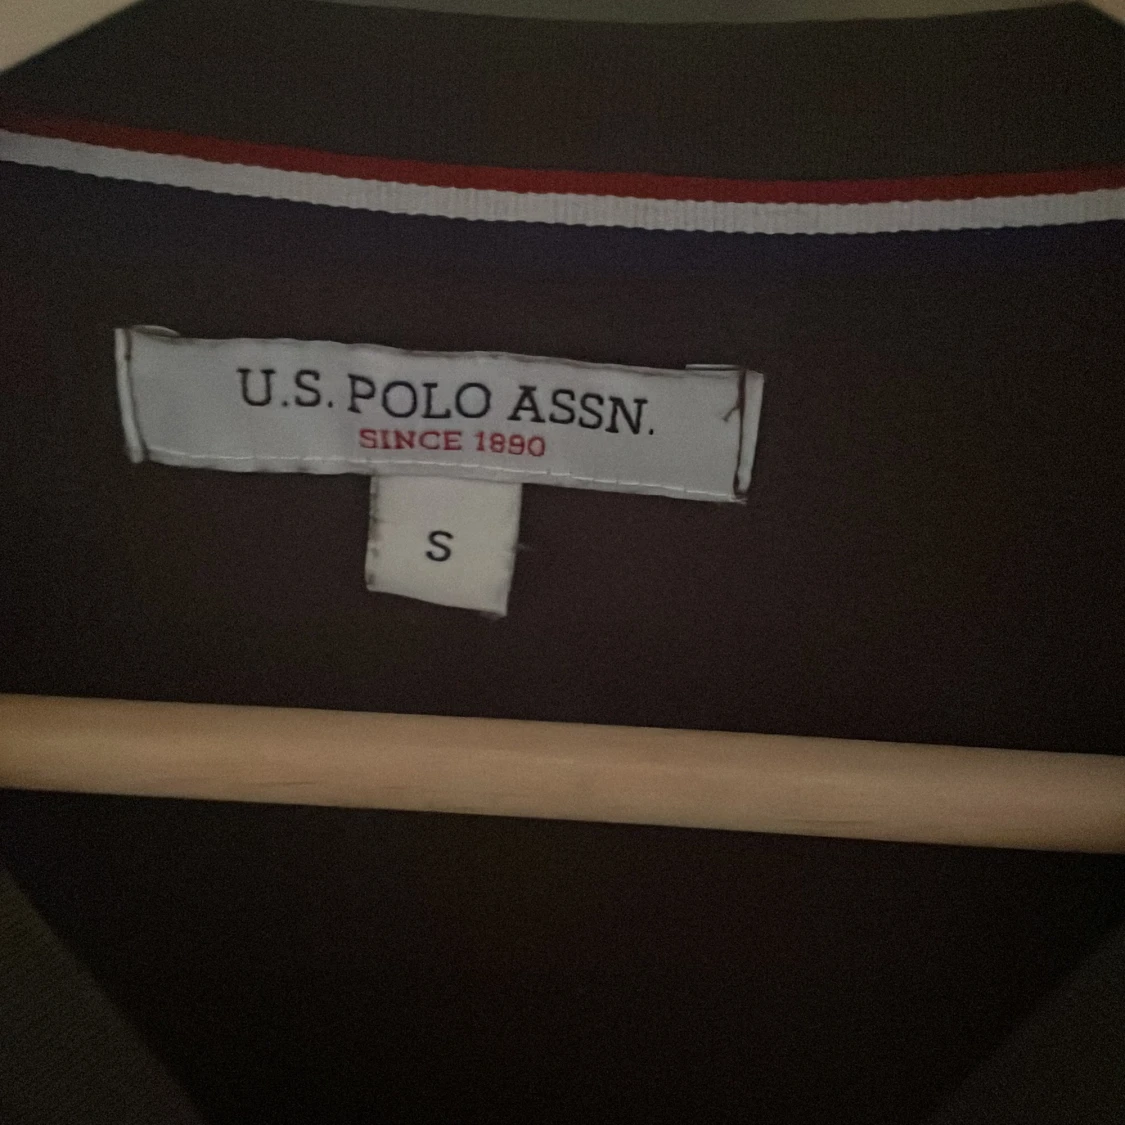 U.S. POLO ASSN.
SINCE 1890
S